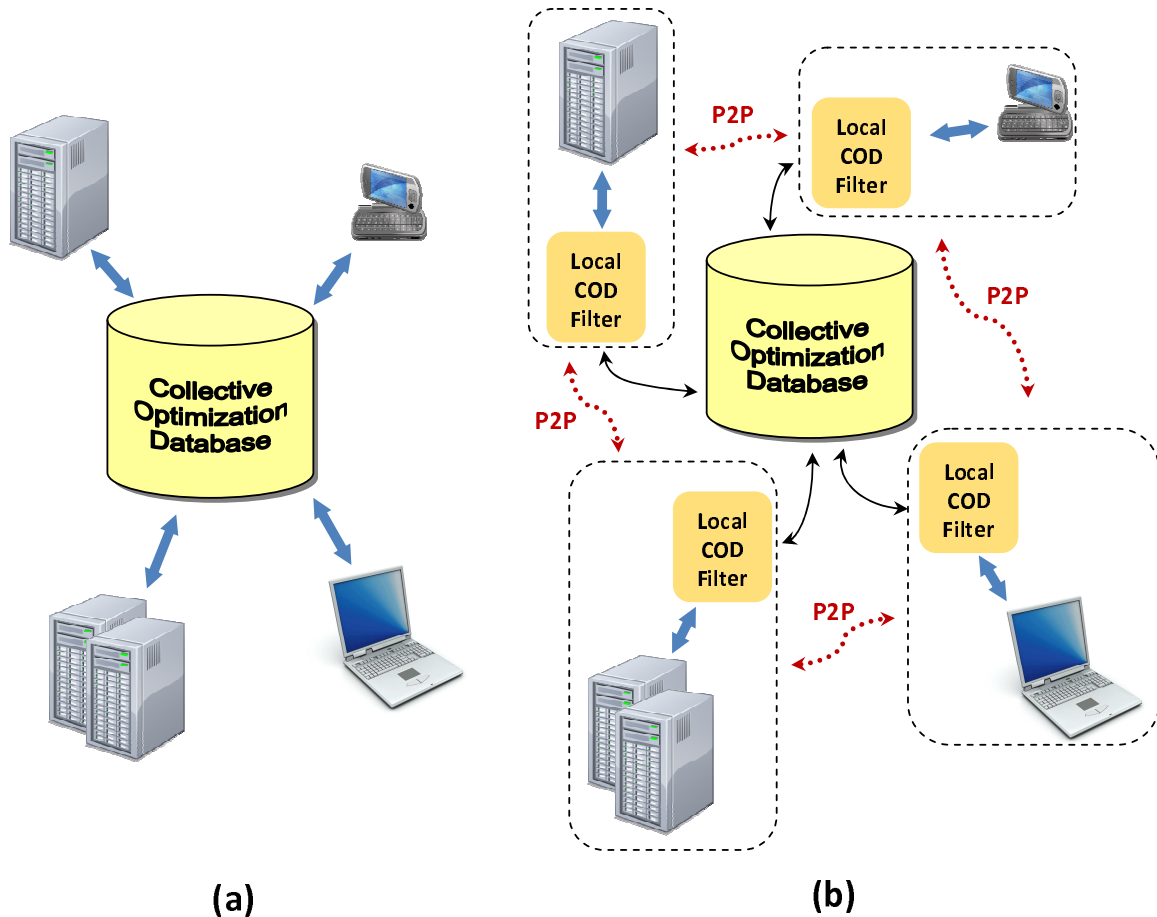 Collective
Optimization
Database
(a)
P2P
Local
COD
Filter
Local
COD
Filter
P2P
Collective
Optimization
Database
P2P
Local
COD
Filter
Local
COD
Filter
P2P
(b)